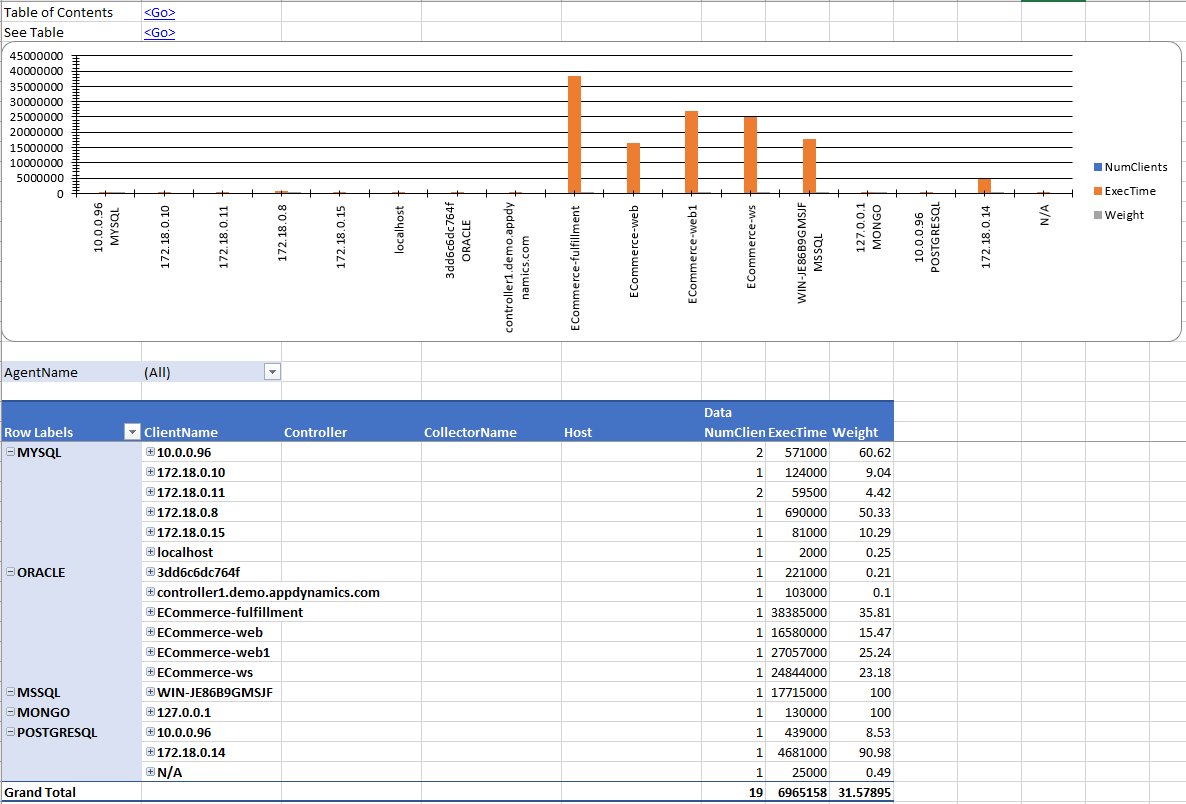 Table of Contents <Go>
See Table <Go>
45000000
40000000
35000000
30000000
25000000
20000000
15000000
10000000
5000000
0
10.0.0.96
MYSQL
172.18.0.10
172.18.0.11
172.18.0.8
172.18.0.15
localhost
3dd6c6dc764f
ORACLE
controller1.demo.appdy
namics.com
ECommerce-fulfillment
ECommerce-web
ECommerce-web1
ECommerce-ws
WIN-JE86B9GMSJF
MSSQL
127.0.0.1
MONGO
10.0.0.96
POSTGRESQL
172.18.0.14
N/A
NumClients
ExecTime
Weight
AgentName (All)
Data
Row Labels ClientName Controller CollectorName Host NumClien ExecTime Weight
MYSQL 10.0.0.96 2 571000 60.62
172.18.0.10 1 124000 9.04
172.18.0.11 2 59500 4.42
172.18.0.8 1 690000 50.33
172.18.0.15 1 81000 10.29
localhost 1 2000 0.25
ORACLE 3dd6c6dc764f 1 221000 0.21
controller1.demo.appdynamics.com 1 103000 0.1
ECommerce-fulfillment 1 38385000 35.81
ECommerce-web 1 16580000 15.47
ECommerce-web1 1 27057000 25.24
ECommerce-ws 1 24844000 23.18
MSSQL WIN-JE86B9GMSJF 1 17715000 100
MONGO 127.0.0.1 1 130000 100
POSTGRESQL 10.0.0.96 1 439000 8.53
172.18.0.14 1 4681000 90.98
N/A 1 25000 0.49
Grand Total 19 6965158 31.57895